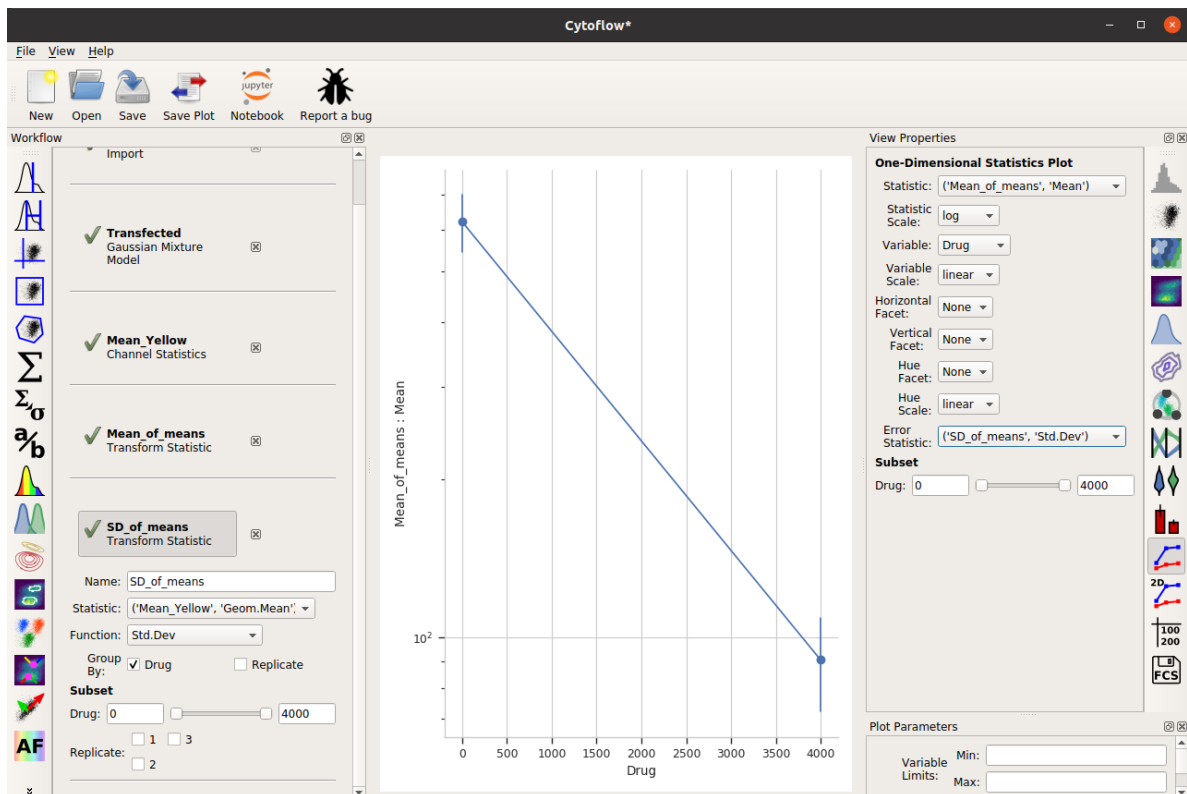 Cytoflow*
File View Help
New Open Save Save Plot Notebook Report a bug
jupyter
Workflow
Import
Transfected
Gaussian Mixture
Model
Mean_Yellow
Channel Statistics
Mean_of_means
Transform Statistic
SD_of_means
Transform Statistic
Name: SD_of_means
Statistic: ('Mean_Yellow', 'Geom.Mean')
Function: Std.Dev
Group
By: Drug Replicate
Subset
Drug: 0 4000
Replicate: 1 3
2
Σ
Σ,σ
a/b
AF
Mean_of_means : Mean
10²
0 500 1000 1500 2000 2500 3000 3500 4000
Drug
View Properties
One-Dimensional Statistics Plot
Statistic: ('Mean_of_means', 'Mean')
Statistic
Scale: log
Variable: Drug
Variable
Scale: linear
Horizontal
Facet: None
Vertical
Facet: None
Hue
Facet: None
Hue
Scale: linear
Error
Statistic: ('SD_of_means', 'Std.Dev')
Subset
Drug: 0 4000
2D
100
200
FCS
Plot Parameters
Variable
Limits:
Min:
Max: